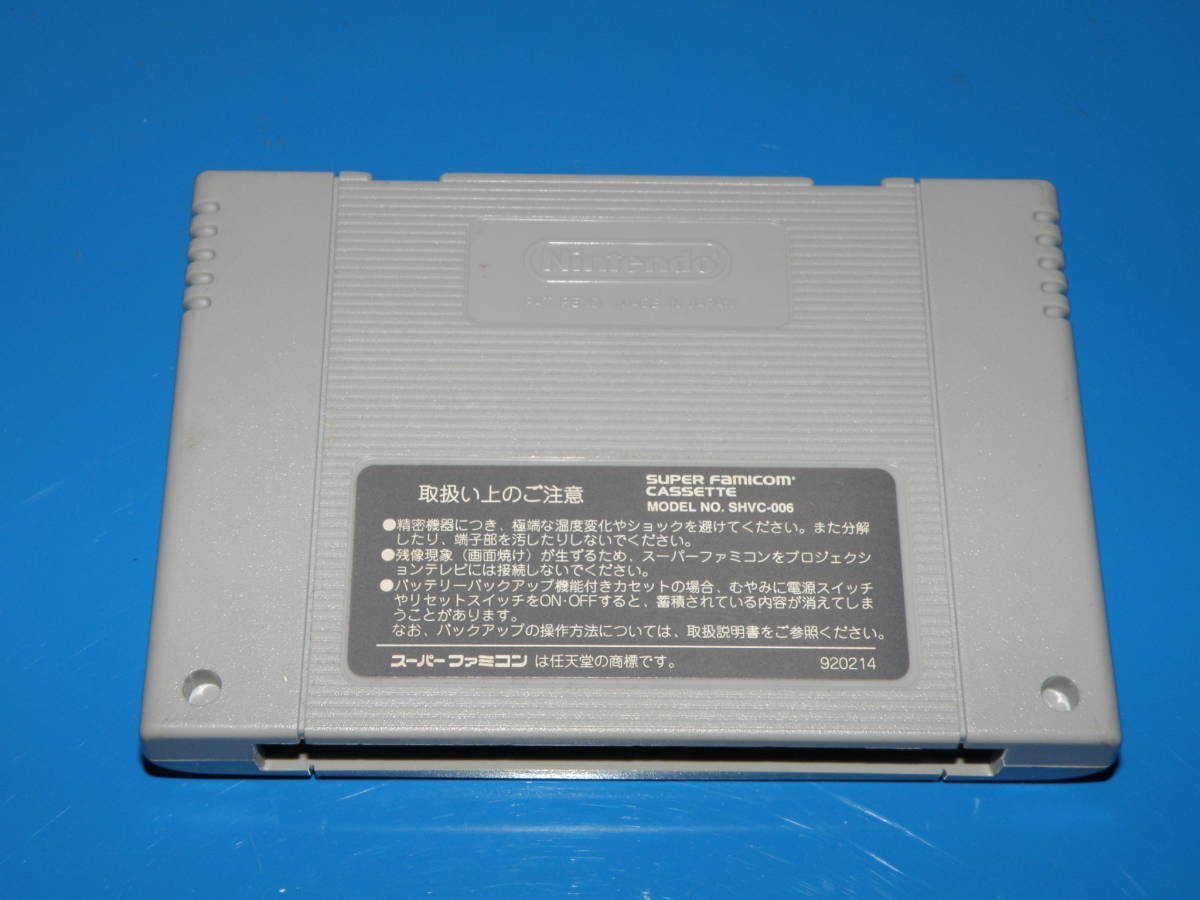 Nintendo
PAT. PEND. MADE IN JAPAN
取扱い上のご注意
SUPER FAMICOM
CASSETTE
MODEL NO. SHVC-006
●精密機器につき、極端な温度変化やショックを避けてください。また分解
したり、端子部を汚したりしないでください。
●残像現象(画面焼け)が生ずるため、スーパーファミコンをプロジェクシ
ョンテレビには接続しないでください。
●バッテリーバックアップ機能付きカセットの場合、むやみに電源スイッチ
やリセットスイッチをON·OFFすると、蓄積されている内容が消えてしま
うことがあります。
なお、バックアップの操作方法については、取扱説明書をご参照ください。
スーパーファミコン は任天堂の商標です。
920214